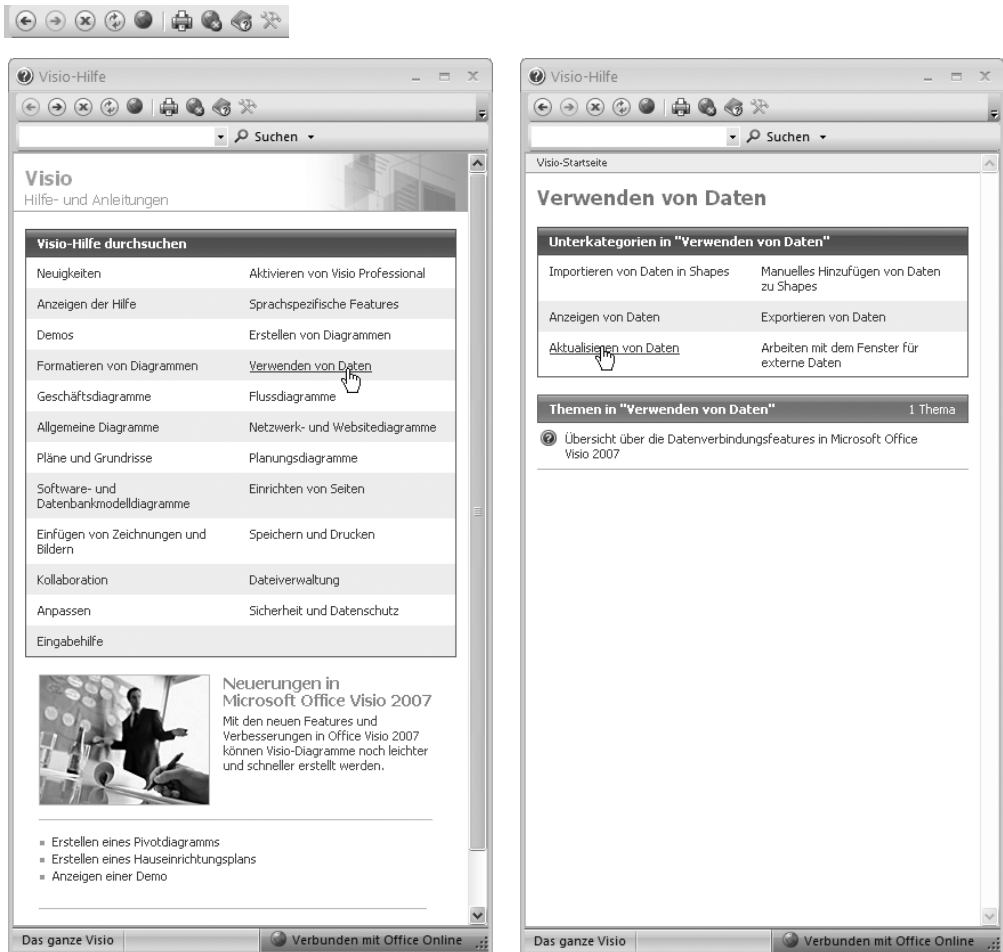 Visio-Hilfe
Suchen
Visio
Hilfe- und Anleitungen
Visio-Hilfe durchsuchen
Neuigkeiten
Aktivieren von Visio Professional
Anzeigen der Hilfe
Sprachspezifische Features
Demos
Erstellen von Diagrammen
Formatieren von Diagrammen
Verwenden von Daten
Geschäftsdiagramme
Flussdiagramme
Allgemeine Diagramme
Netzwerk- und Websitediagramme
Pläne und Grundrisse
Planungsdiagramme
Software- und
Datenbankmodelldiagramme
Einrichten von Seiten
Einfügen von Zeichnungen und
Bildern
Speichern und Drucken
Kollaboration
Dateiverwaltung
Anpassen
Sicherheit und Datenschutz
Eingabehilfe
Neuerungen in
Microsoft Office Visio 2007
Mit den neuen Features und
Verbesserungen in Office Visio 2007
können Visio-Diagramme noch leichter
und schneller erstellt werden.
Erstellen eines Pivotdiagramms
Erstellen eines Hauseinrichtungsplans
Anzeigen einer Demo
Das ganze Visio
Verbunden mit Office Online
Visio-Hilfe
Suchen
Visio-Startseite
Verwenden von Daten
Unterkategorien in "Verwenden von Daten"
Importieren von Daten in Shapes
Manuelles Hinzufügen von Daten
zu Shapes
Anzeigen von Daten
Exportieren von Daten
Aktualisieren von Daten
Arbeiten mit dem Fenster für
externe Daten
Themen in "Verwenden von Daten"
1 Thema
Übersicht über die Datenverbindungsfeatures in Microsoft Office
Visio 2007
Das ganze Visio
Verbunden mit Office Online